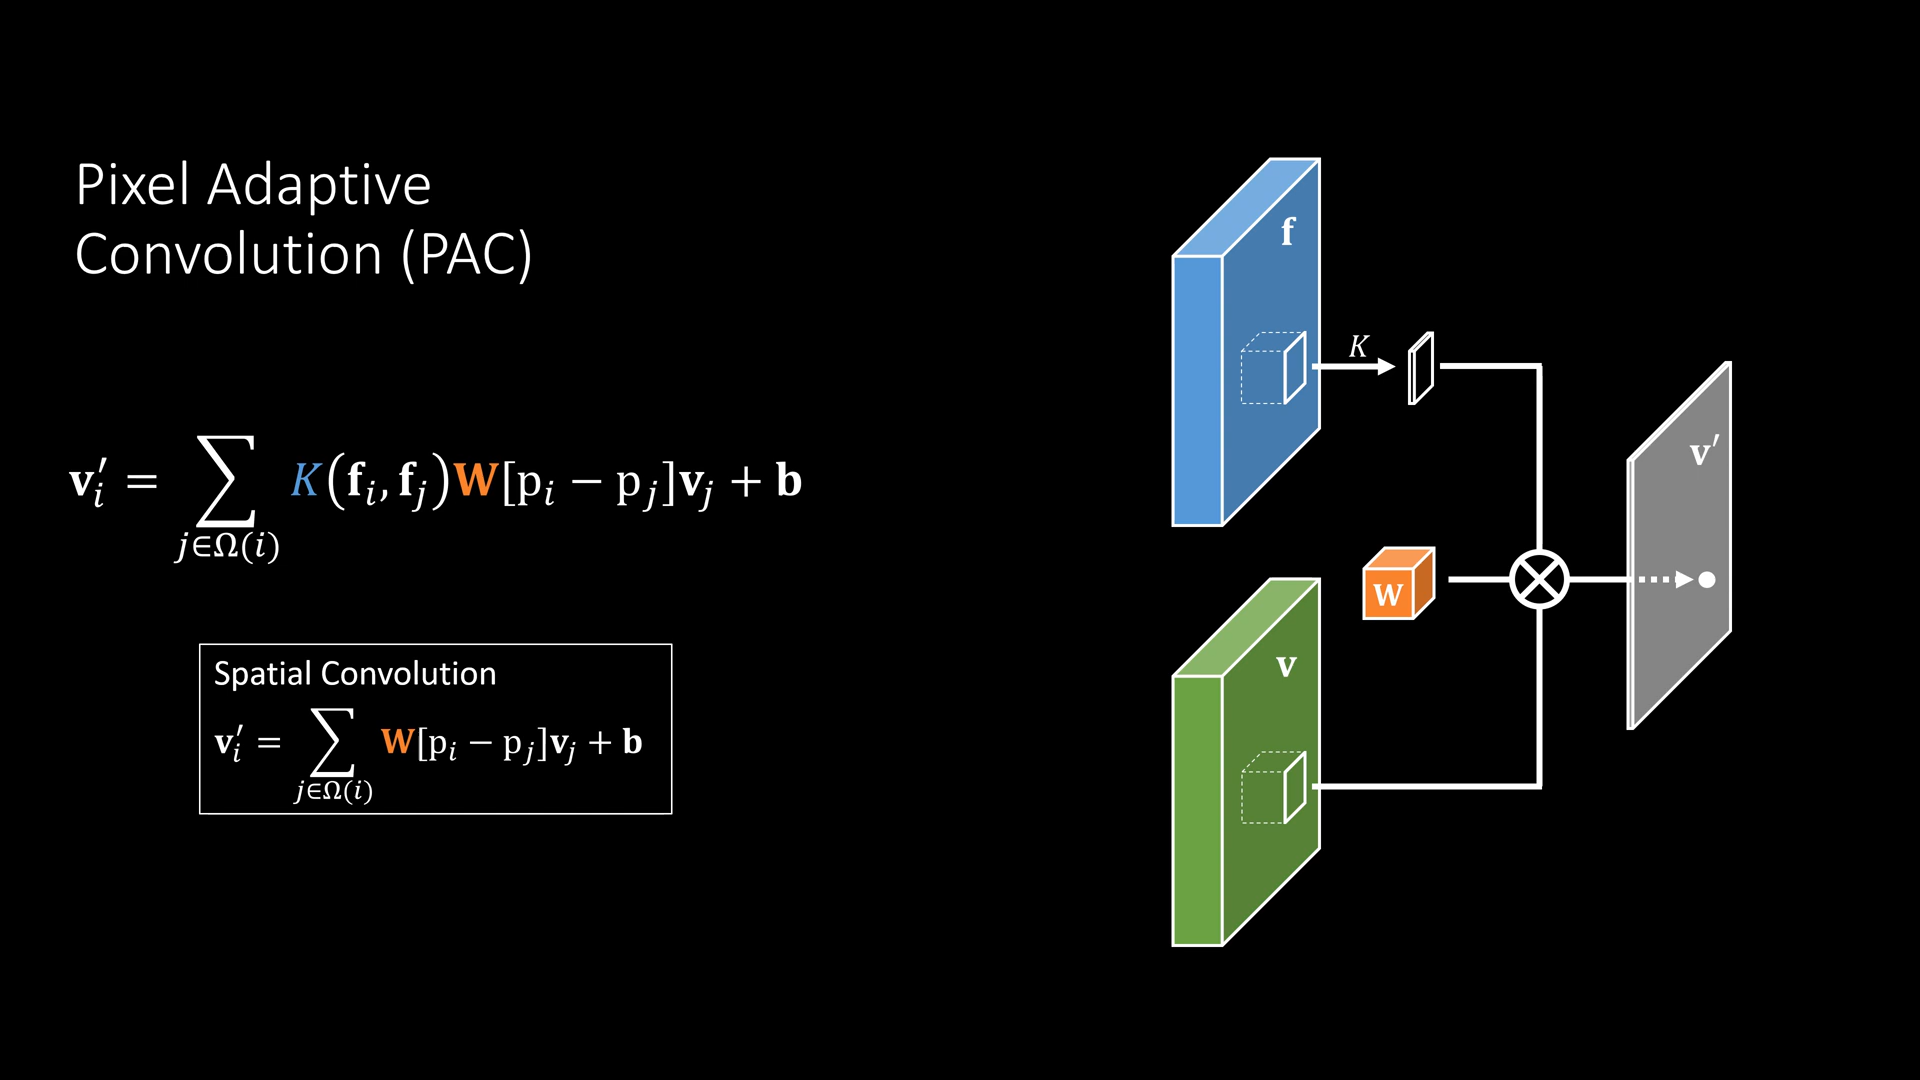 Pixel Adaptive
Convolution (PAC)
𝐯′ᵢ = ∑_{j∈Ω(i)} K(𝐟ᵢ, 𝐟ⱼ)𝐖[pᵢ − pⱼ]𝐯ⱼ + 𝐛
Spatial Convolution
𝐯′ᵢ = ∑_{j∈Ω(i)} 𝐖[pᵢ − pⱼ]𝐯ⱼ + 𝐛
f
K
v′
W
v